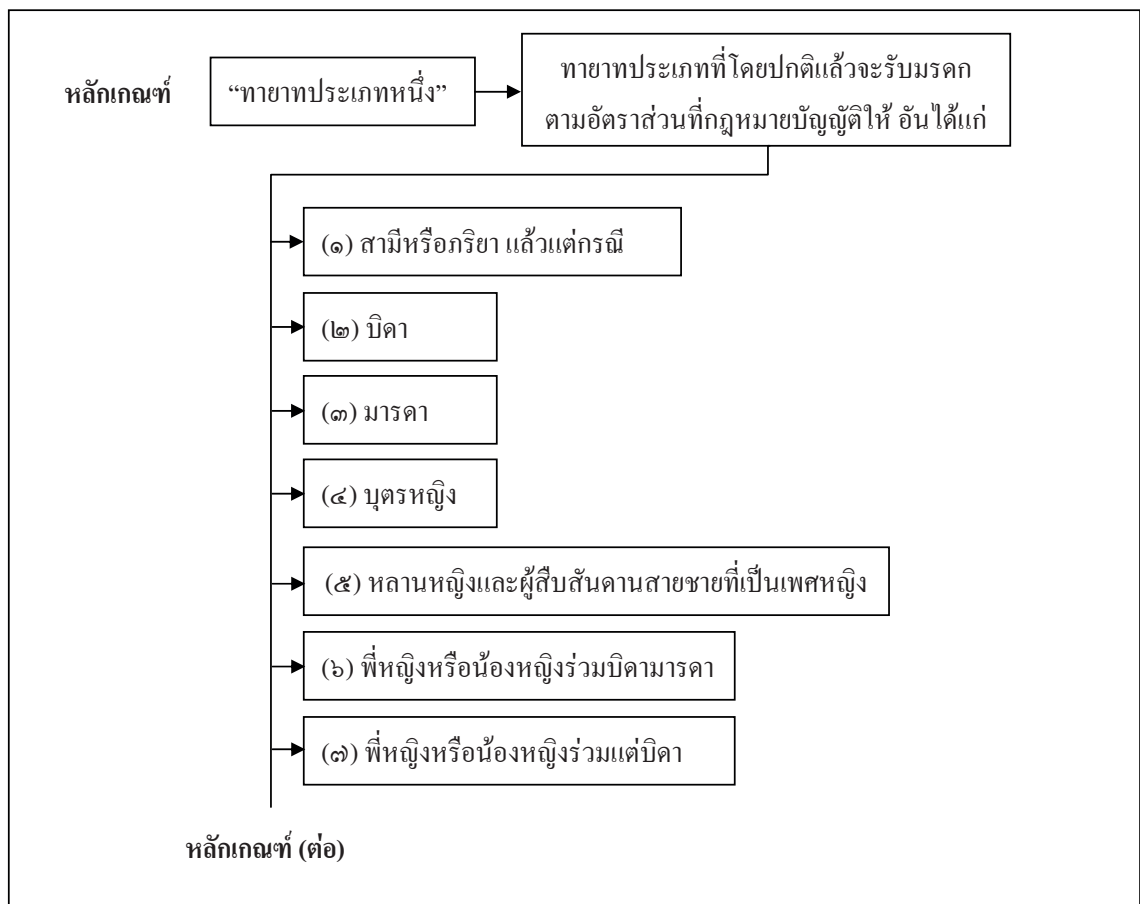 หลักเกณฑ์
“ทายาทประเภทหนึ่ง”
ทายาทประเภทที่โดยปกติแล้วจะรับมรดก
ตามอัตราส่วนที่กฎหมายบัญญัติให้ อันได้แก่
(๑) สามีหรือภริยา แล้วแต่กรณี
(๒) บิดา
(๓) มารดา
(๔) บุตรหญิง
(๕) หลานหญิงและผู้สืบสันดานสายชายที่เป็นเพศหญิง
(๖) พี่หญิงหรือน้องหญิงร่วมบิดามารดา
(๗) พี่หญิงหรือน้องหญิงร่วมแต่บิดา
หลักเกณฑ์ (ต่อ)